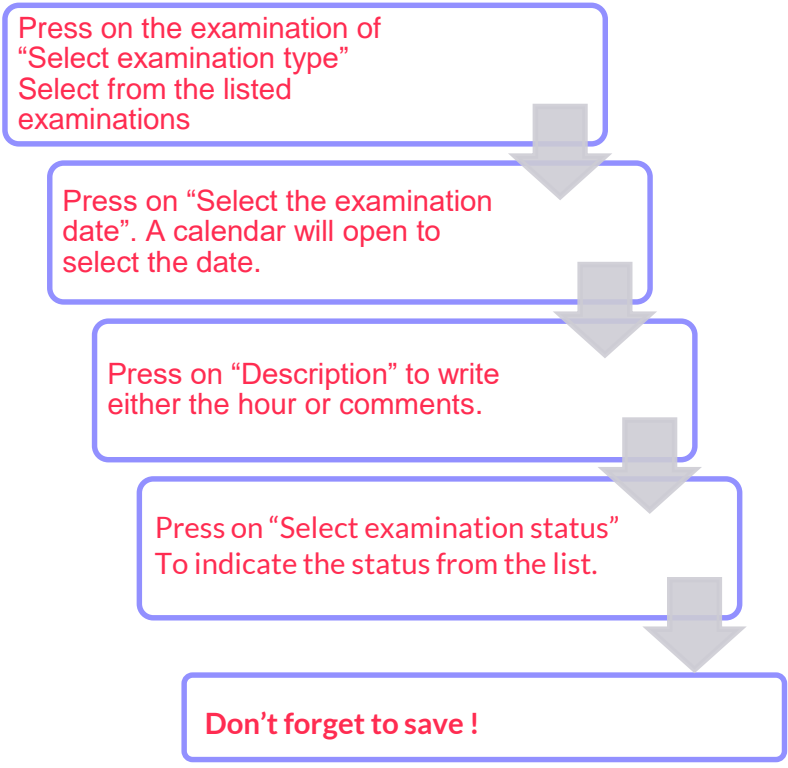 Press on the examination of
“Select examination type”
Select from the listed
examinations
Press on “Select the examination
date”. A calendar will open to
select the date.
Press on “Description” to write
either the hour or comments.
Press on “Select examination status”
To indicate the status from the list.
Don’t forget to save !